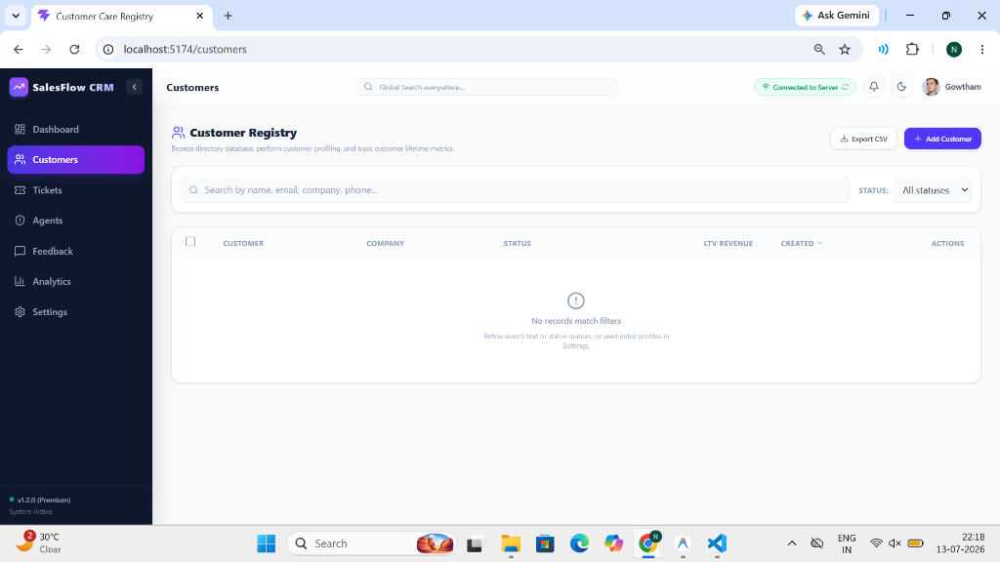 Customer Care Registry
Ask Gemini
localhost:5174/customers
N
SalesFlow CRM
Customers
Global Search everywhere...
Connected to Server
Gowtham
Dashboard
Customers
Tickets
Agents
Feedback
Analytics
Settings
Customer Registry
Browse directory database, perform customer profiling, and track customer lifetime metrics.
Export CSV
Add Customer
Search by name, email, company, phone...
STATUS:
All statuses
CUSTOMER
COMPANY
STATUS
LTV REVENUE
CREATED
ACTIONS
No records match filters
Refine search text or status queries, or seed initial profiles in
Settings.
v1.2.0 (Premium)
System Active
2
30°C
Clear
Search
N
ENG
IN
22:18
13-07-2026